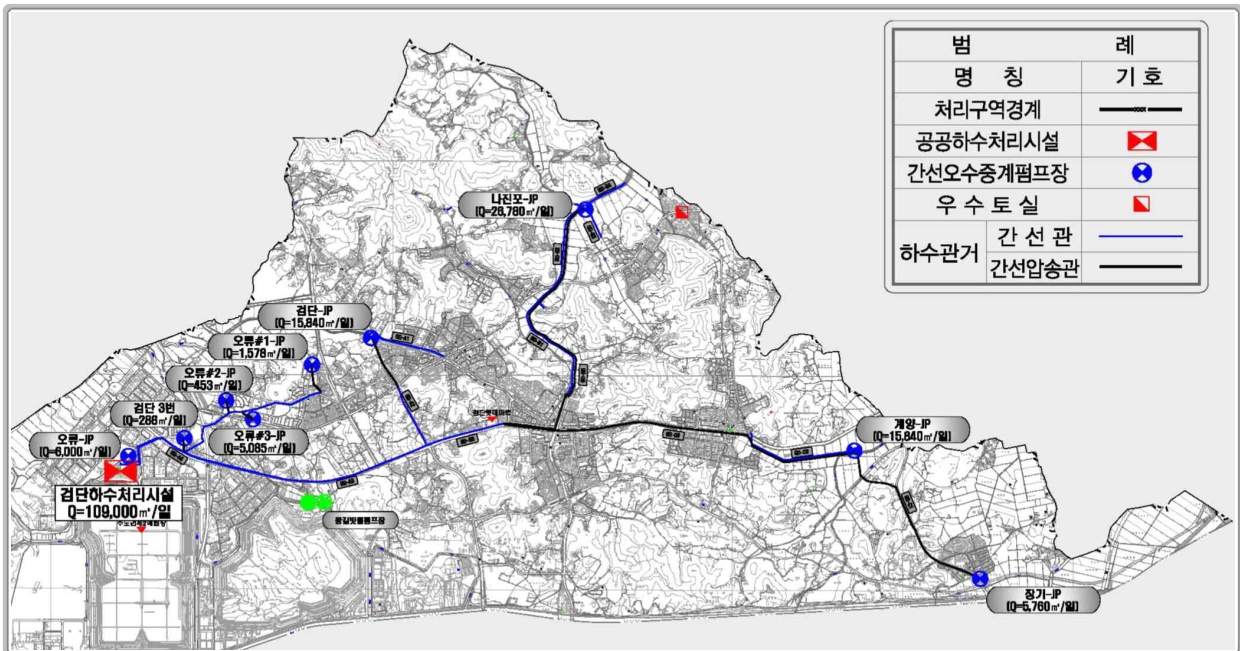 범 례
명 칭 기 호
처리구역경계
공공하수처리시설
간선오수중계펌프장
우 수 토 실
하수관거 간 선 관
간선압송관
나진포-JP
(Q=26,780㎥/일)
검단-JP
(Q=15,840㎥/일)
오류#1-JP
(Q=1,578㎥/일)
오류#2-JP
(Q=453㎥/일)
검단 3번
(Q=288㎥/일)
오류-JP
(Q=6,000㎥/일)
오류#3-JP
(Q=5,085㎥/일)
검단하수처리시설
Q=109,000㎥/일
계양-JP
(Q=15,840㎥/일)
장기-JP
(Q=5,760㎥/일)